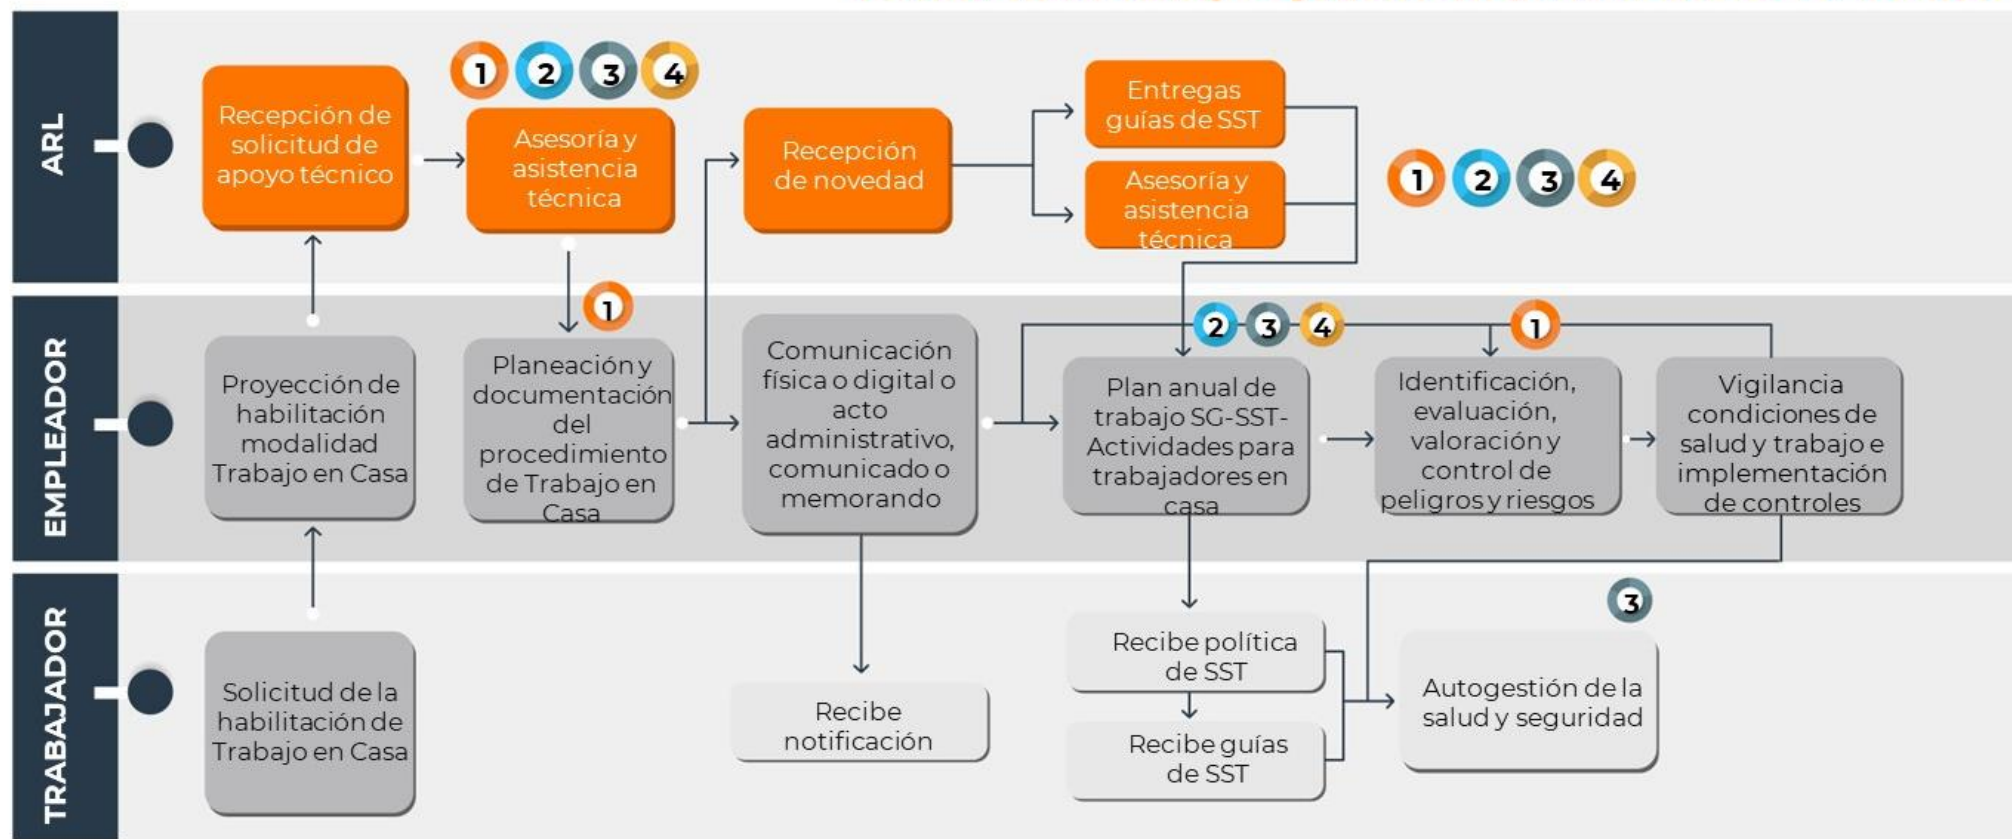 ARL
Recepción de
solicitud de
apoyo técnico
1 2 3 4
Asesoría y
asistencia
técnica
Recepción
de novedad
Entregas
guías de SST
Asesoría y
asistencia
técnica
1 2 3 4
EMPLEADOR
Proyección de
habilitación
modalidad
Trabajo en Casa
1
Planeación y
documentación
del
procedimiento
de Trabajo en
Casa
Comunicación
física o digital o
acto
administrativo,
comunicado o
memorando
2 3 4
Plan anual de
trabajo SG-SST-
Actividades para
trabajadores en
casa
1
Identificación,
evaluación,
valoración y
control de
peligros y riesgos
Vigilancia
condiciones de
salud y trabajo e
implementación
de controles
TRABAJADOR
Solicitud de la
habilitación de
Trabajo en Casa
Recibe
notificación
Recibe política
de SST
Recibe guías
de SST
3
Autogestión de la
salud y seguridad